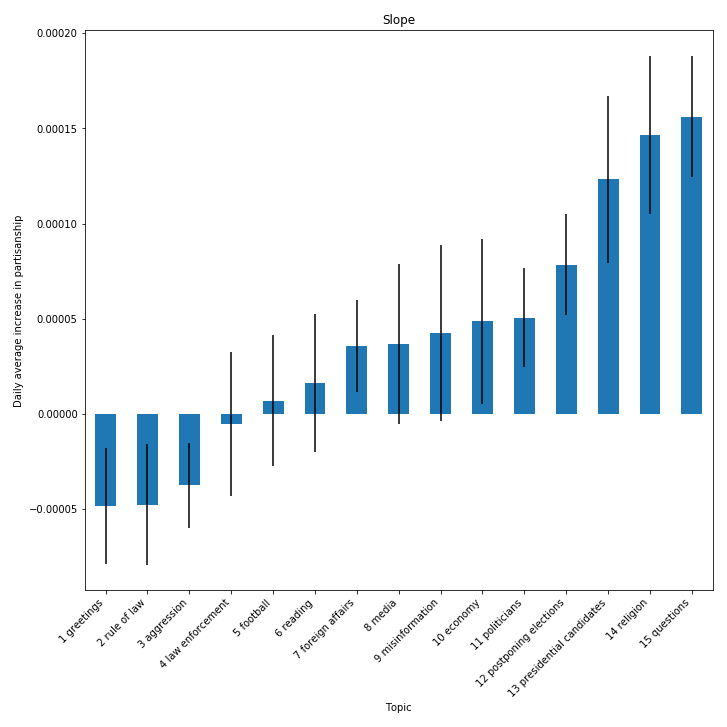 Slope
Daily average increase in partisanship
0.00020
0.00015
0.00010
0.00005
0.00000
−0.00005
1 greetings
2 rule of law
3 aggression
4 law enforcement
5 football
6 reading
7 foreign affairs
8 media
9 misinformation
10 economy
11 politicians
12 postponing elections
13 presidential candidates
14 religion
15 questions
Topic